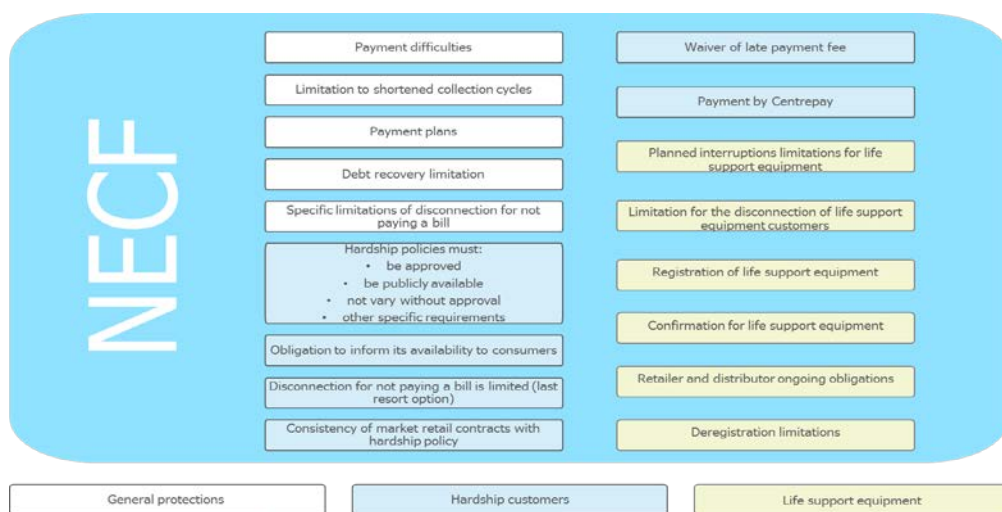 NECF
Payment difficulties
Limitation to shortened collection cycles
Payment plans
Debt recovery limitation
Specific limitations of disconnection for not
paying a bill
Hardship policies must:
• be approved
• be publicly available
• not vary without approval
• other specific requirements
Obligation to inform its availability to consumers
Disconnection for not paying a bill is limited (last
resort option)
Consistency of market retail contracts with
hardship policy
Waiver of late payment fee
Payment by Centrepay
Planned interruptions limitations for life
support equipment
Limitation for the disconnection of life support
equipment customers
Registration of life support equipment
Confirmation for life support equipment
Retailer and distributor ongoing obligations
Deregistration limitations
General protections
Hardship customers
Life support equipment